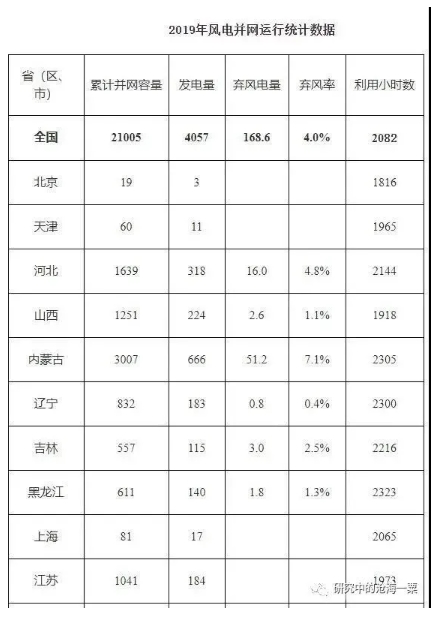 2019年风电并网运行统计数据
省（区、市） 累计并网容量 发电量 弃风电量 弃风率 利用小时数
全国 21005 4057 168.6 4.0% 2082
北京 19 3 1816
天津 60 11 1965
河北 1639 318 16.0 4.8% 2144
山西 1251 224 2.6 1.1% 1918
内蒙古 3007 666 51.2 7.1% 2305
辽宁 832 183 0.8 0.4% 2300
吉林 557 115 3.0 2.5% 2216
黑龙江 611 140 1.8 1.3% 2323
上海 81 17 2065
江苏 1041 184 1973
研究中的沧海一粟